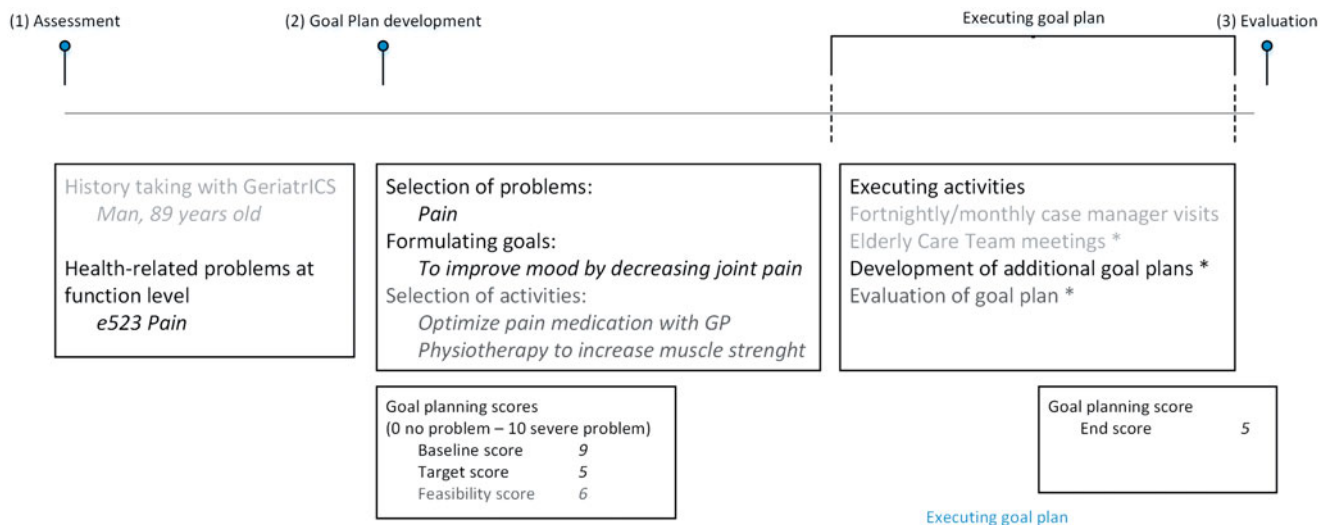 (1) Assessment
(2) Goal Plan development
Executing goal plan
(3) Evaluation
History taking with GeriatrICS
Man, 89 years old
Health-related problems at
function level
e523 Pain
Selection of problems:
Pain
Formulating goals:
To improve mood by decreasing joint pain
Selection of activities:
Optimize pain medication with GP
Physiotherapy to increase muscle strenght
Executing activities
Fortnightly/monthly case manager visits
Elderly Care Team meetings *
Development of additional goal plans *
Evaluation of goal plan *
Goal planning scores
(0 no problem – 10 severe problem)
Baseline score 9
Target score 5
Feasibility score 6
Goal planning score
End score 5
Executing goal plan